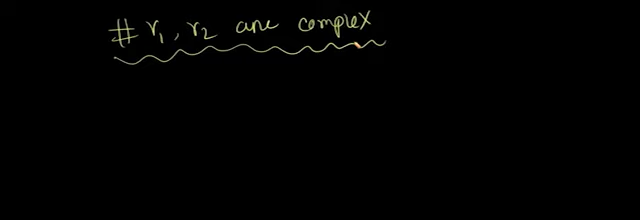 # r₁, r₂ are complex